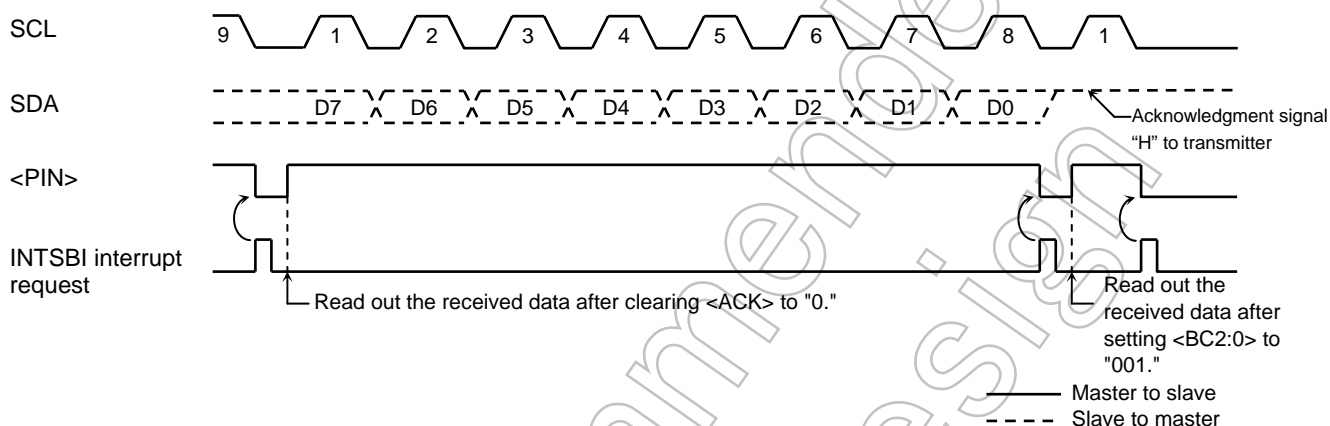 SCL
9 1 2 3 4 5 6 7 8 1
SDA
D7 D6 D5 D4 D3 D2 D1 D0
Acknowledgment signal
“H” to transmitter
<PIN>
INTSBI interrupt
request
Read out the received data after clearing <ACK> to "0."
Read out the
received data after
setting <BC2:0> to
"001."
Master to slave
Slave to master